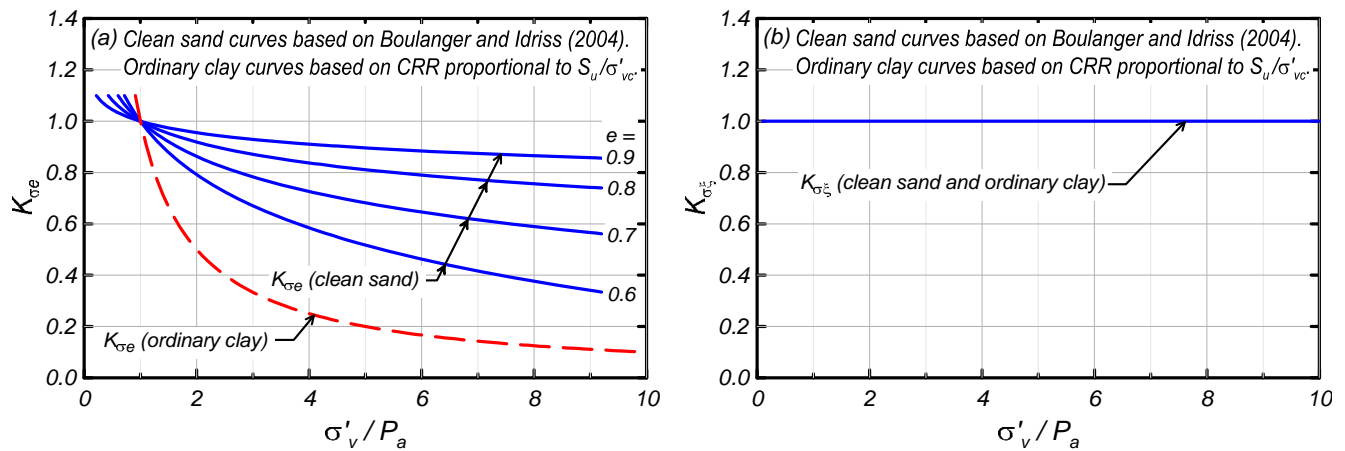 (a) Clean sand curves based on Boulanger and Idriss (2004).
Ordinary clay curves based on CRR proportional to Sᵤ/σ'ᵥc.
1.4
1.2
1.0
0.8
0.6
0.4
0.2
0.0
Kσe
e =
0.9
0.8
0.7
0.6
Kσe (clean sand)
Kσe (ordinary clay)
0 2 4 6 8 10
σ'ᵥ / Pₐ
(b) Clean sand curves based on Boulanger and Idriss (2004).
Ordinary clay curves based on CRR proportional to Sᵤ/σ'ᵥc.
1.4
1.2
1.0
0.8
0.6
0.4
0.2
0.0
Kσξ
Kσξ (clean sand and ordinary clay)
0 2 4 6 8 10
σ'ᵥ / Pₐ